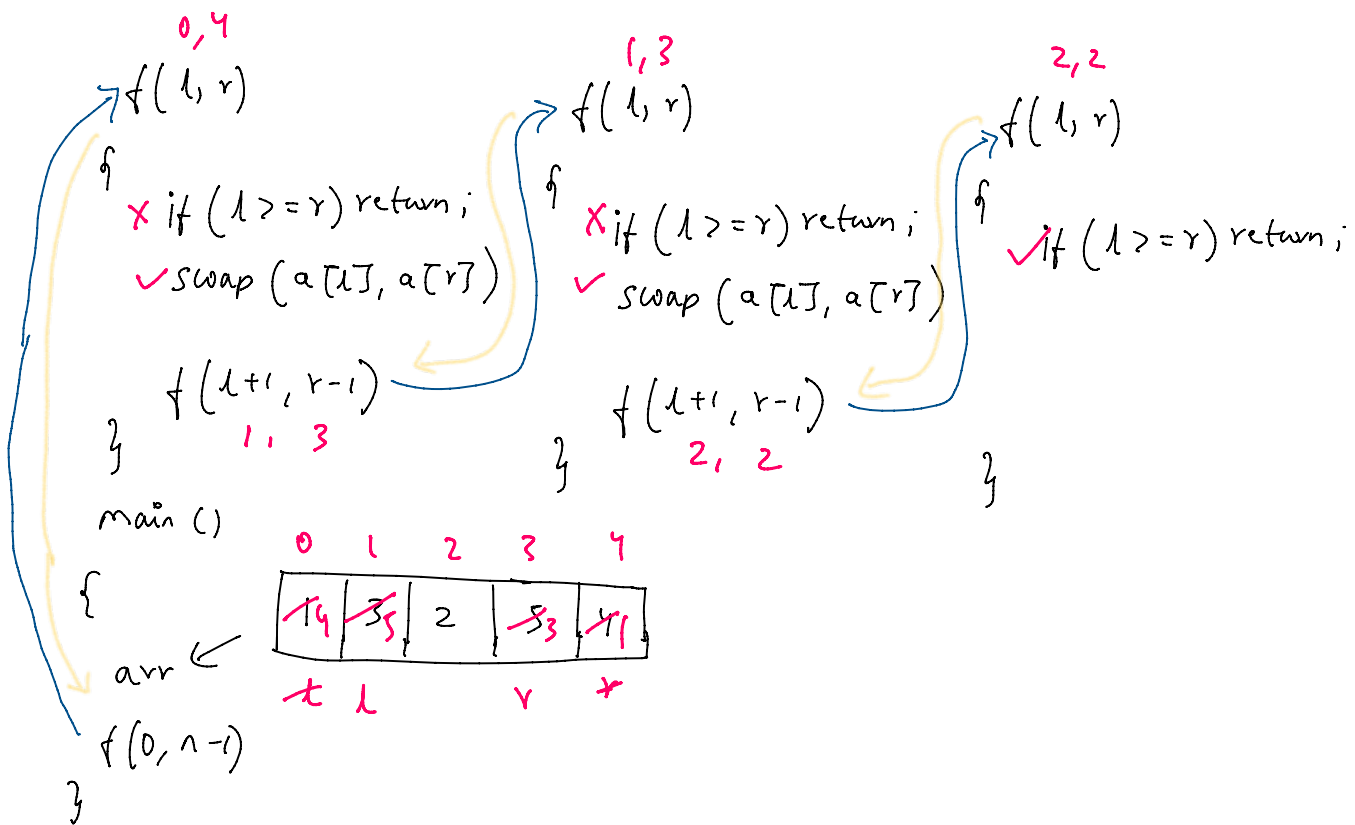 0,4
f(l, r)
{
x if (l >= r) return;
✓ swap (a[l], a[r])
f(l+1, r-1)
1, 3
}
1,3
f(l, r)
{
x if (l >= r) return;
✓ swap (a[l], a[r])
f(l+1, r-1)
2, 2
}
2,2
f(l, r)
{
✓ if (l >= r) return;
}
main ()
{
0 1 2 3 4
1 4 3 5 2 5 3 4 1
arr
l l r r
f(0, n-1)
}